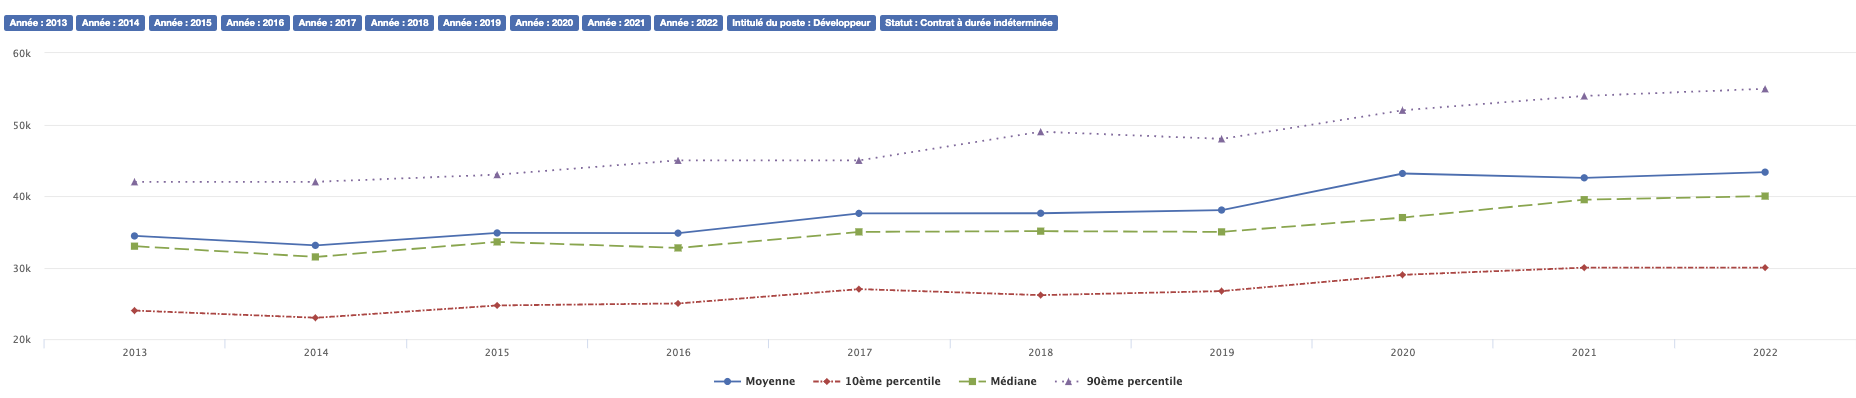 Année : 2013 Année : 2014 Année : 2015 Année : 2016 Année : 2017 Année : 2018 Année : 2019 Année : 2020 Année : 2021 Année : 2022 Intitulé du poste : Développeur Statut : Contrat à durée indéterminée
60k
50k
40k
30k
20k
2013 2014 2015 2016 2017 2018 2019 2020 2021 2022
Moyenne 10ème percentile Médiane 90ème percentile